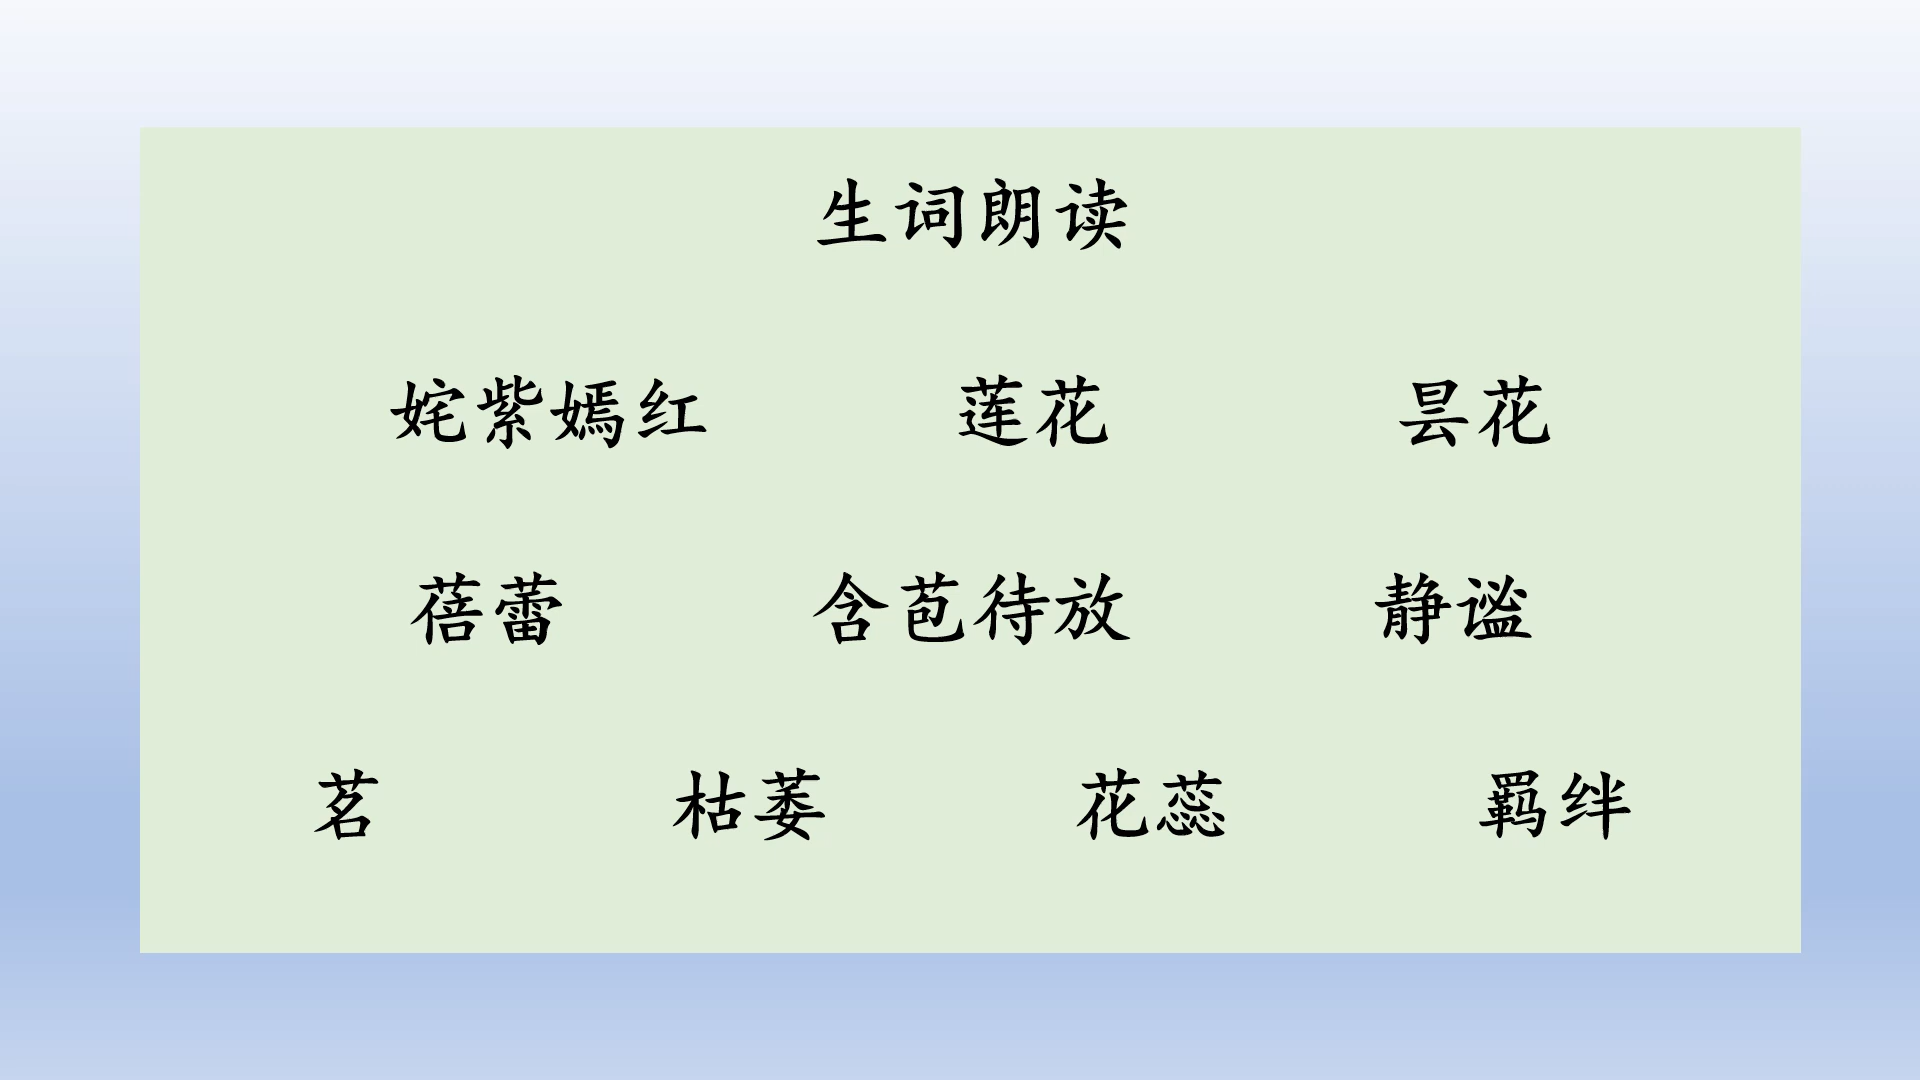 生词朗读
姹紫嫣红 莲花 昙花
蓓蕾 含苞待放 静谧
茗 枯萎 花蕊 羁绊